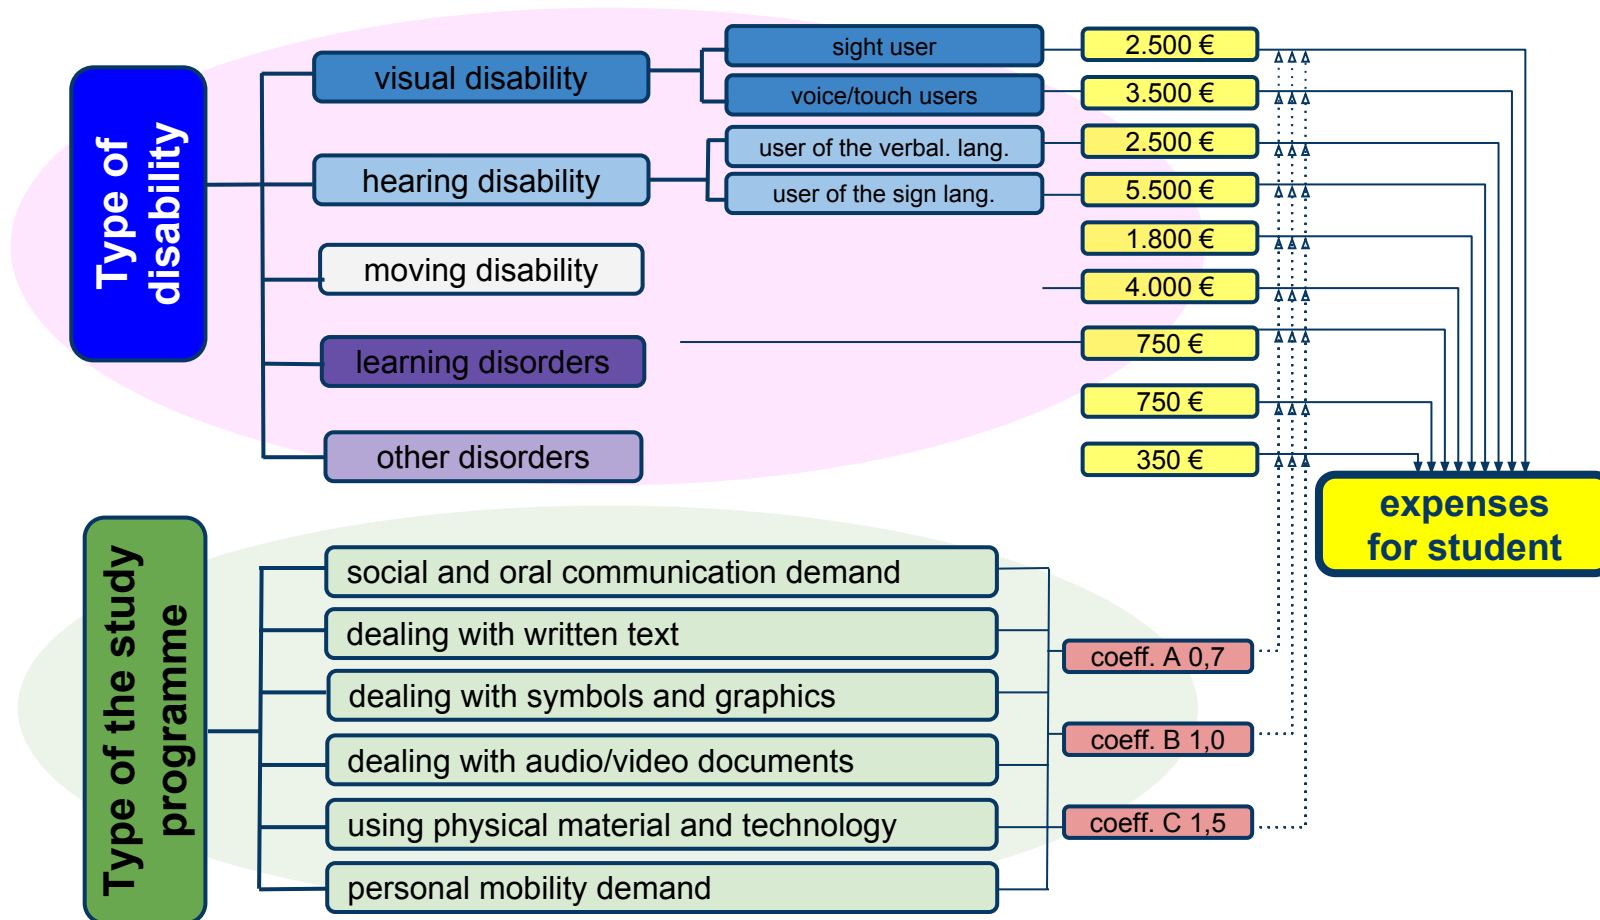 Type of
disability
visual disability
sight user
2.500 €
voice/touch users
3.500 €
hearing disability
user of the verbal. lang.
2.500 €
user of the sign lang.
5.500 €
1.800 €
moving disability
4.000 €
learning disorders
750 €
750 €
other disorders
350 €
expenses
for student
Type of the study
programme
social and oral communication demand
dealing with written text
dealing with symbols and graphics
dealing with audio/video documents
using physical material and technology
personal mobility demand
coeff. A 0,7
coeff. B 1,0
coeff. C 1,5